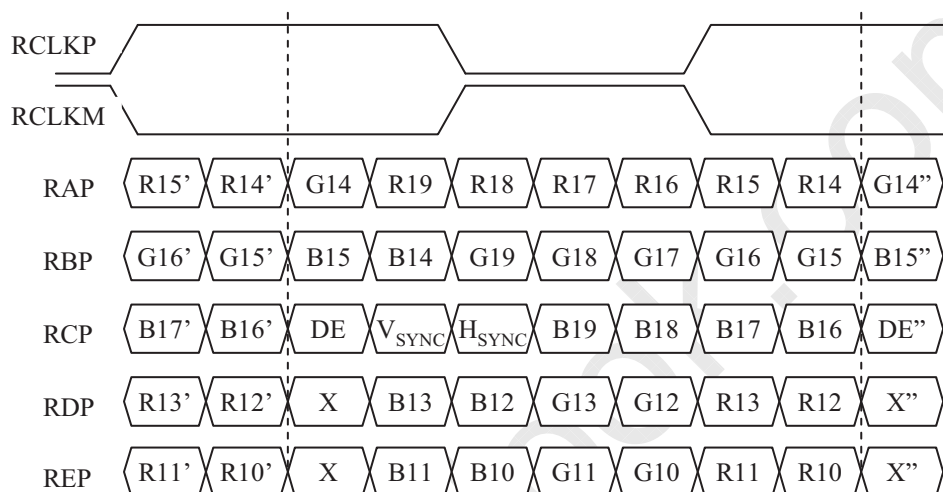 RCLKP
RCLKM
RAP R15’ R14’ G14 R19 R18 R17 R16 R15 R14 G14”
RBP G16’ G15’ B15 B14 G19 G18 G17 G16 G15 B15”
RCP B17’ B16’ DE VSYNC HSYNC B19 B18 B17 B16 DE”
RDP R13’ R12’ X B13 B12 G13 G12 R13 R12 X”
REP R11’ R10’ X B11 B10 G11 G10 R11 R10 X”